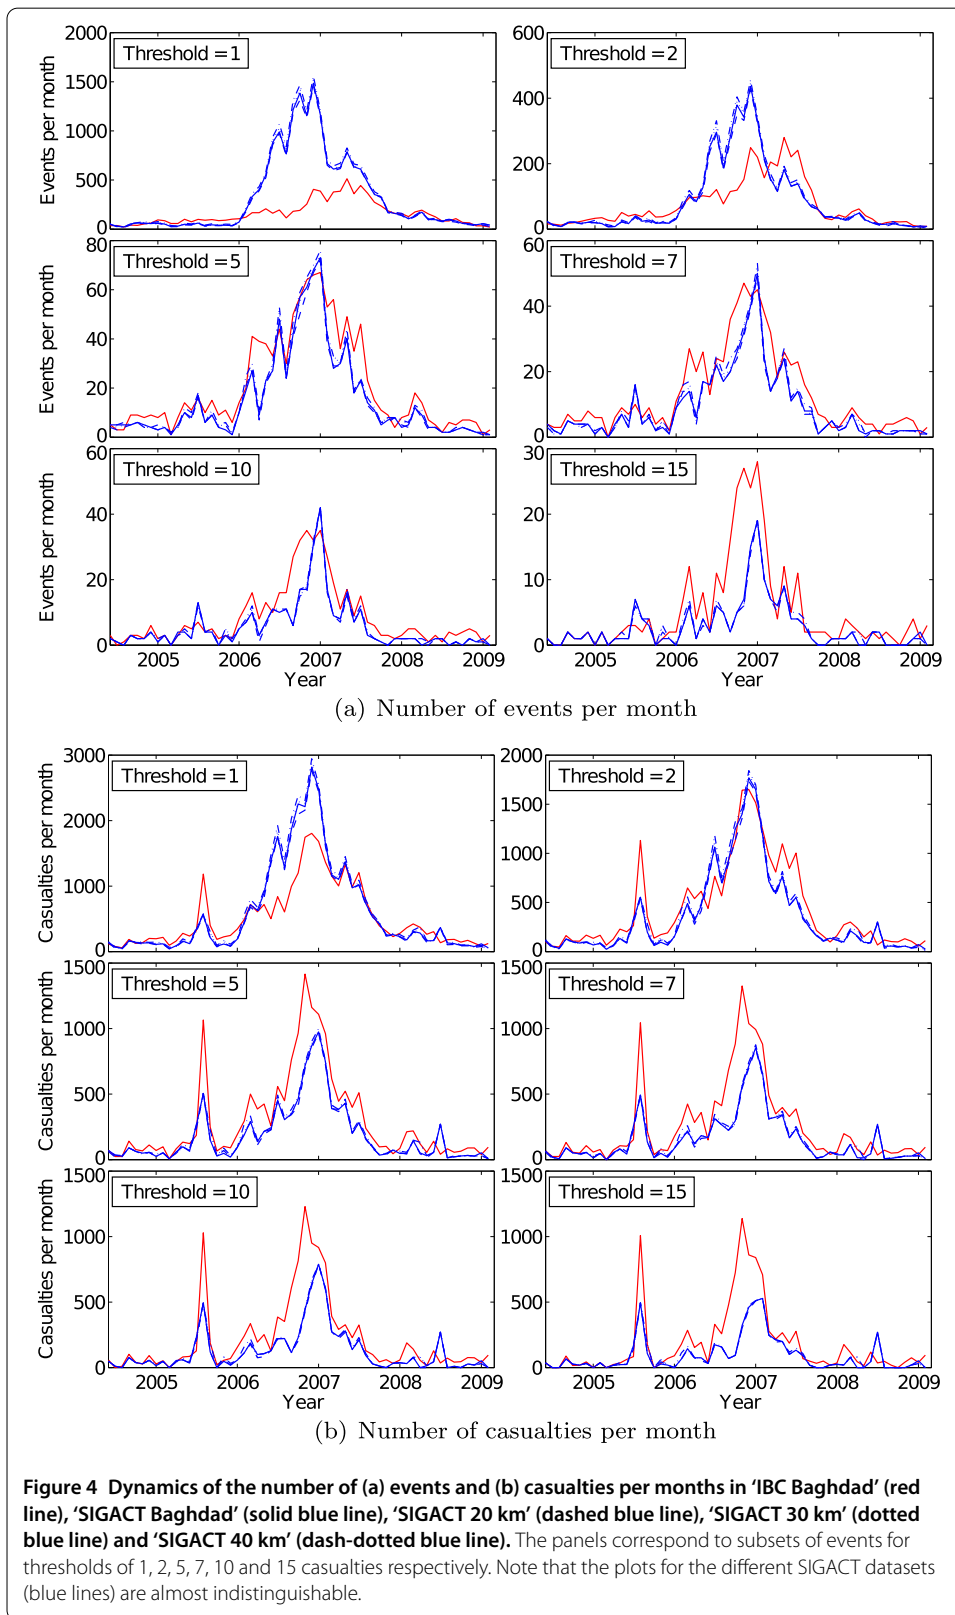 2000
1500
1000
500
0
Events per month
Threshold = 1
600
400
200
0
Events per month
Threshold = 2
80
60
40
20
0
Events per month
Threshold = 5
60
40
20
0
Threshold = 7
60
40
20
0
Events per month
Threshold = 10
30
20
10
0
Threshold = 15
2005 2006 2007 2008 2009
Year
2005 2006 2007 2008 2009
Year
(a) Number of events per month
3000
2000
1000
0
Casualties per month
Threshold = 1
2000
1500
1000
500
0
Casualties per month
Threshold = 2
1500
1000
500
0
Casualties per month
Threshold = 5
1500
1000
500
0
Casualties per month
Threshold = 7
1500
1000
500
0
Casualties per month
Threshold = 10
1500
1000
500
0
Threshold = 15
2005 2006 2007 2008 2009
Year
2005 2006 2007 2008 2009
Year
(b) Number of casualties per month
Figure 4 Dynamics of the number of (a) events and (b) casualties per months in ‘IBC Baghdad’ (red
line), ‘SIGACT Baghdad’ (solid blue line), ‘SIGACT 20 km’ (dashed blue line), ‘SIGACT 30 km’ (dotted
blue line) and ‘SIGACT 40 km’ (dash-dotted blue line). The panels correspond to subsets of events for
thresholds of 1, 2, 5, 7, 10 and 15 casualties respectively. Note that the plots for the different SIGACT datasets
(blue lines) are almost indistinguishable.